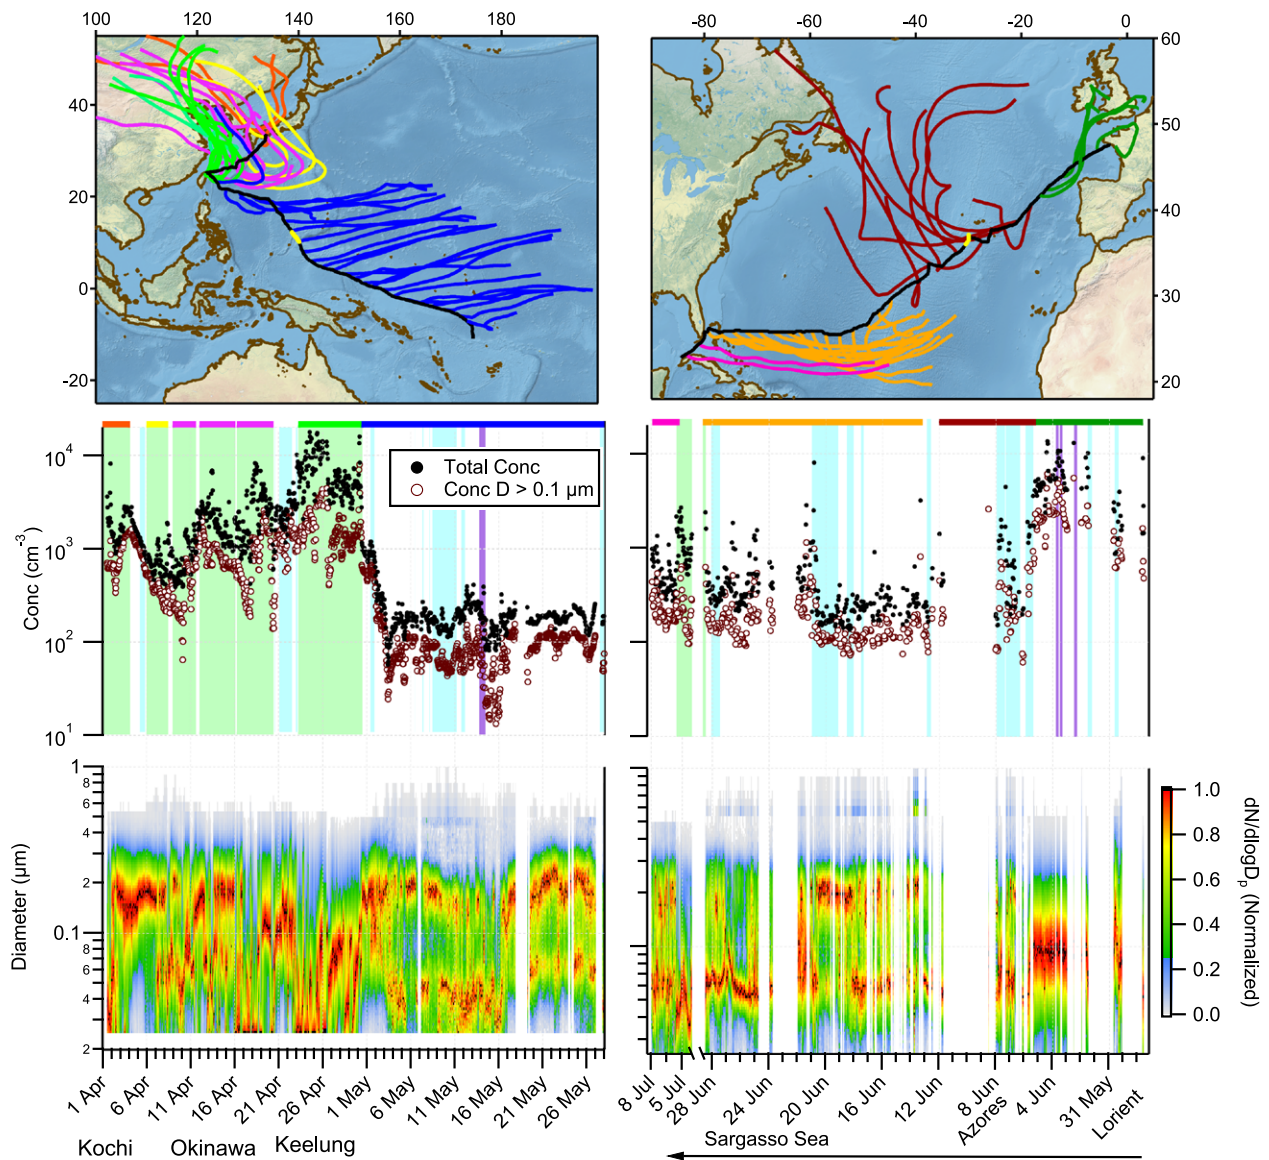 100 120 140 160 180
-80 -60 -40 -20 0
40
20
0
-20
60
50
40
30
20
Total Conc
Conc D > 0.1 µm
Conc (cm⁻³)
10⁴
10³
10²
10¹
Diameter (µm)
1
8
6
4
2
0.1
8
6
4
2
1.0
0.8
0.6
0.4
0.2
0.0
dN/dlogDₚ (Normalized)
1 Apr
6 Apr
11 Apr
16 Apr
21 Apr
26 Apr
1 May
6 May
11 May
16 May
21 May
26 May
8 Jul
5 Jul
28 Jun
24 Jun
20 Jun
16 Jun
12 Jun
8 Jun
Azores
4 Jun
31 May
Lorient
Kochi Okinawa Keelung
Sargasso Sea